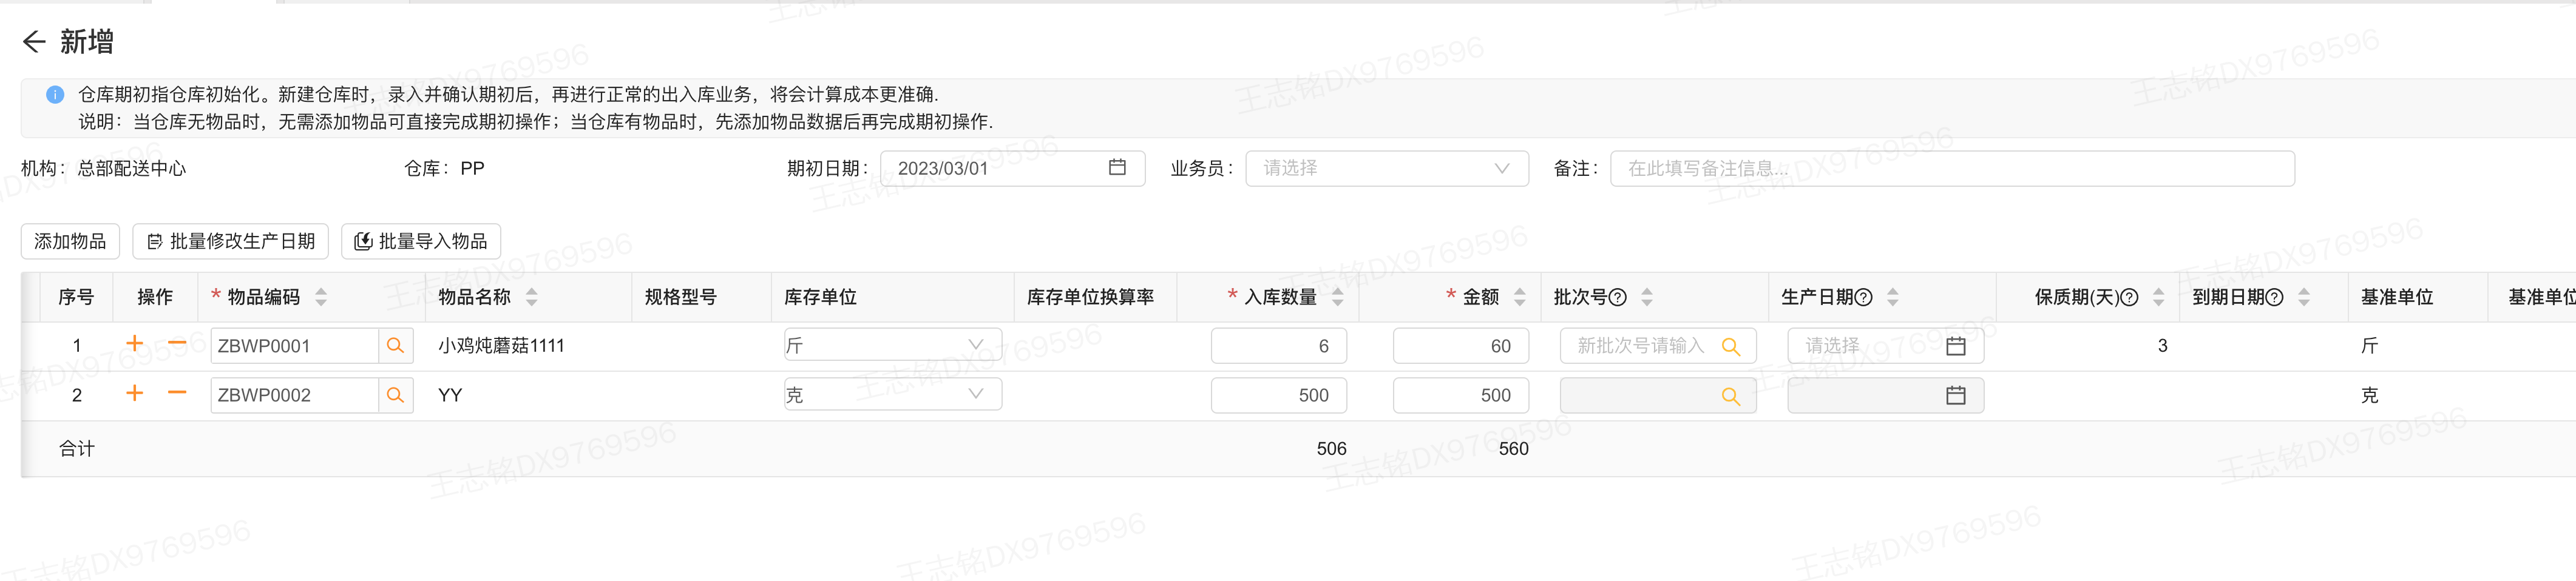 新增
仓库期初指仓库初始化。新建仓库时，录入并确认期初后，再进行正常的出入库业务，将会计算成本更准确.
说明：当仓库无物品时，无需添加物品可直接完成期初操作；当仓库有物品时，先添加物品数据后再完成期初操作.
机构： 总部配送中心 仓库： PP 期初日期： 2023/03/01 业务员： 请选择 备注： 在此填写备注信息...
添加物品 批量修改生产日期 批量导入物品
序号 操作 * 物品编码 物品名称 规格型号 库存单位 库存单位换算率 * 入库数量 * 金额 批次号 生产日期 保质期(天) 到期日期 基准单位 基准单位
1 ZBWP0001 小鸡炖蘑菇1111 斤 6 60 新批次号请输入 请选择 3 斤
2 ZBWP0002 YY 克 500 500 克
合计 506 560
王志铭DX9769596